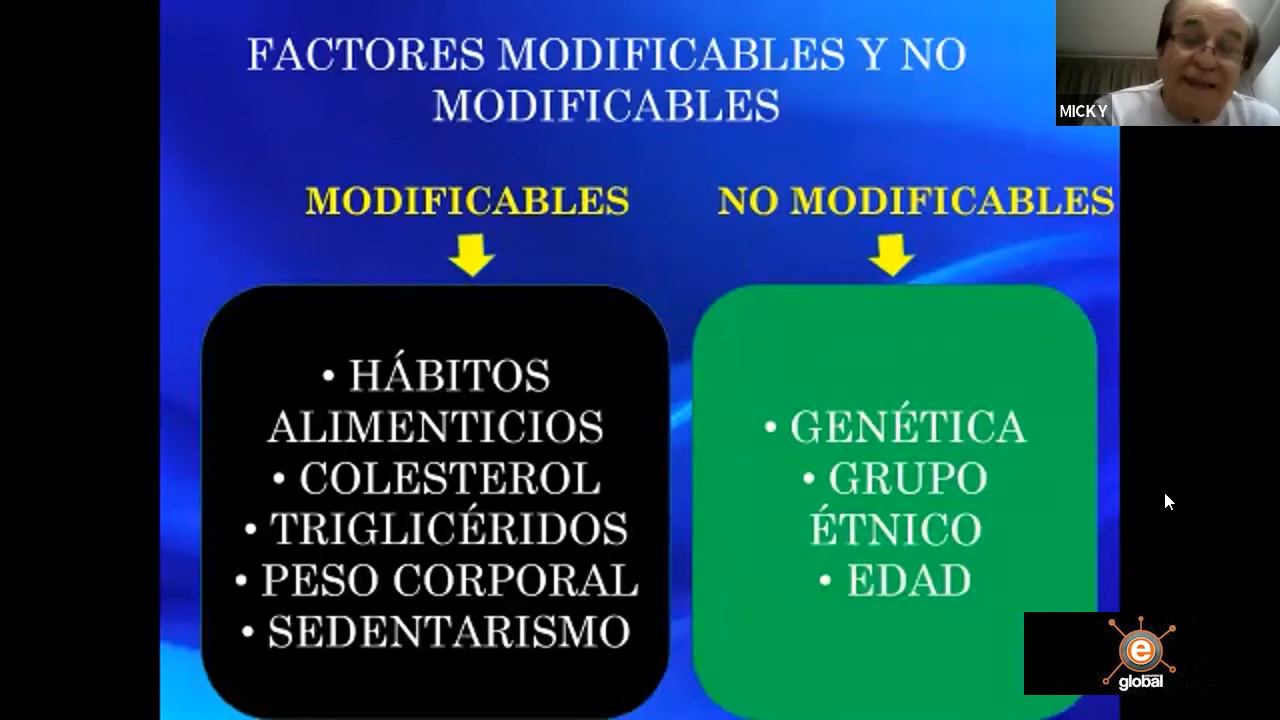 FACTORES MODIFICABLES Y NO
MODIFICABLES
MICKY
MODIFICABLES
NO MODIFICABLES
• HÁBITOS
ALIMENTICIOS
• COLESTEROL
• TRIGLICÉRIDOS
• PESO CORPORAL
• SEDENTARISMO
• GENÉTICA
• GRUPO
ÉTNICO
• EDAD
e
global